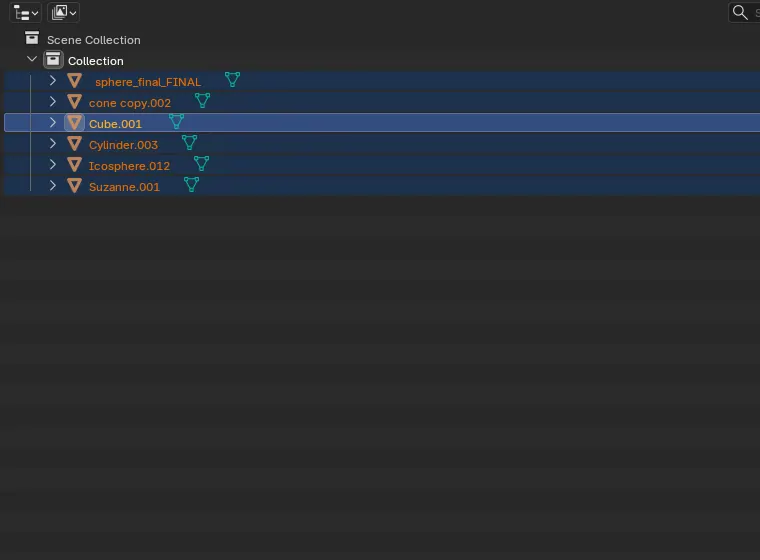 Scene Collection
Collection
sphere_final_FINAL
cone copy.002
Cube.001
Cylinder.003
Icosphere.012
Suzanne.001